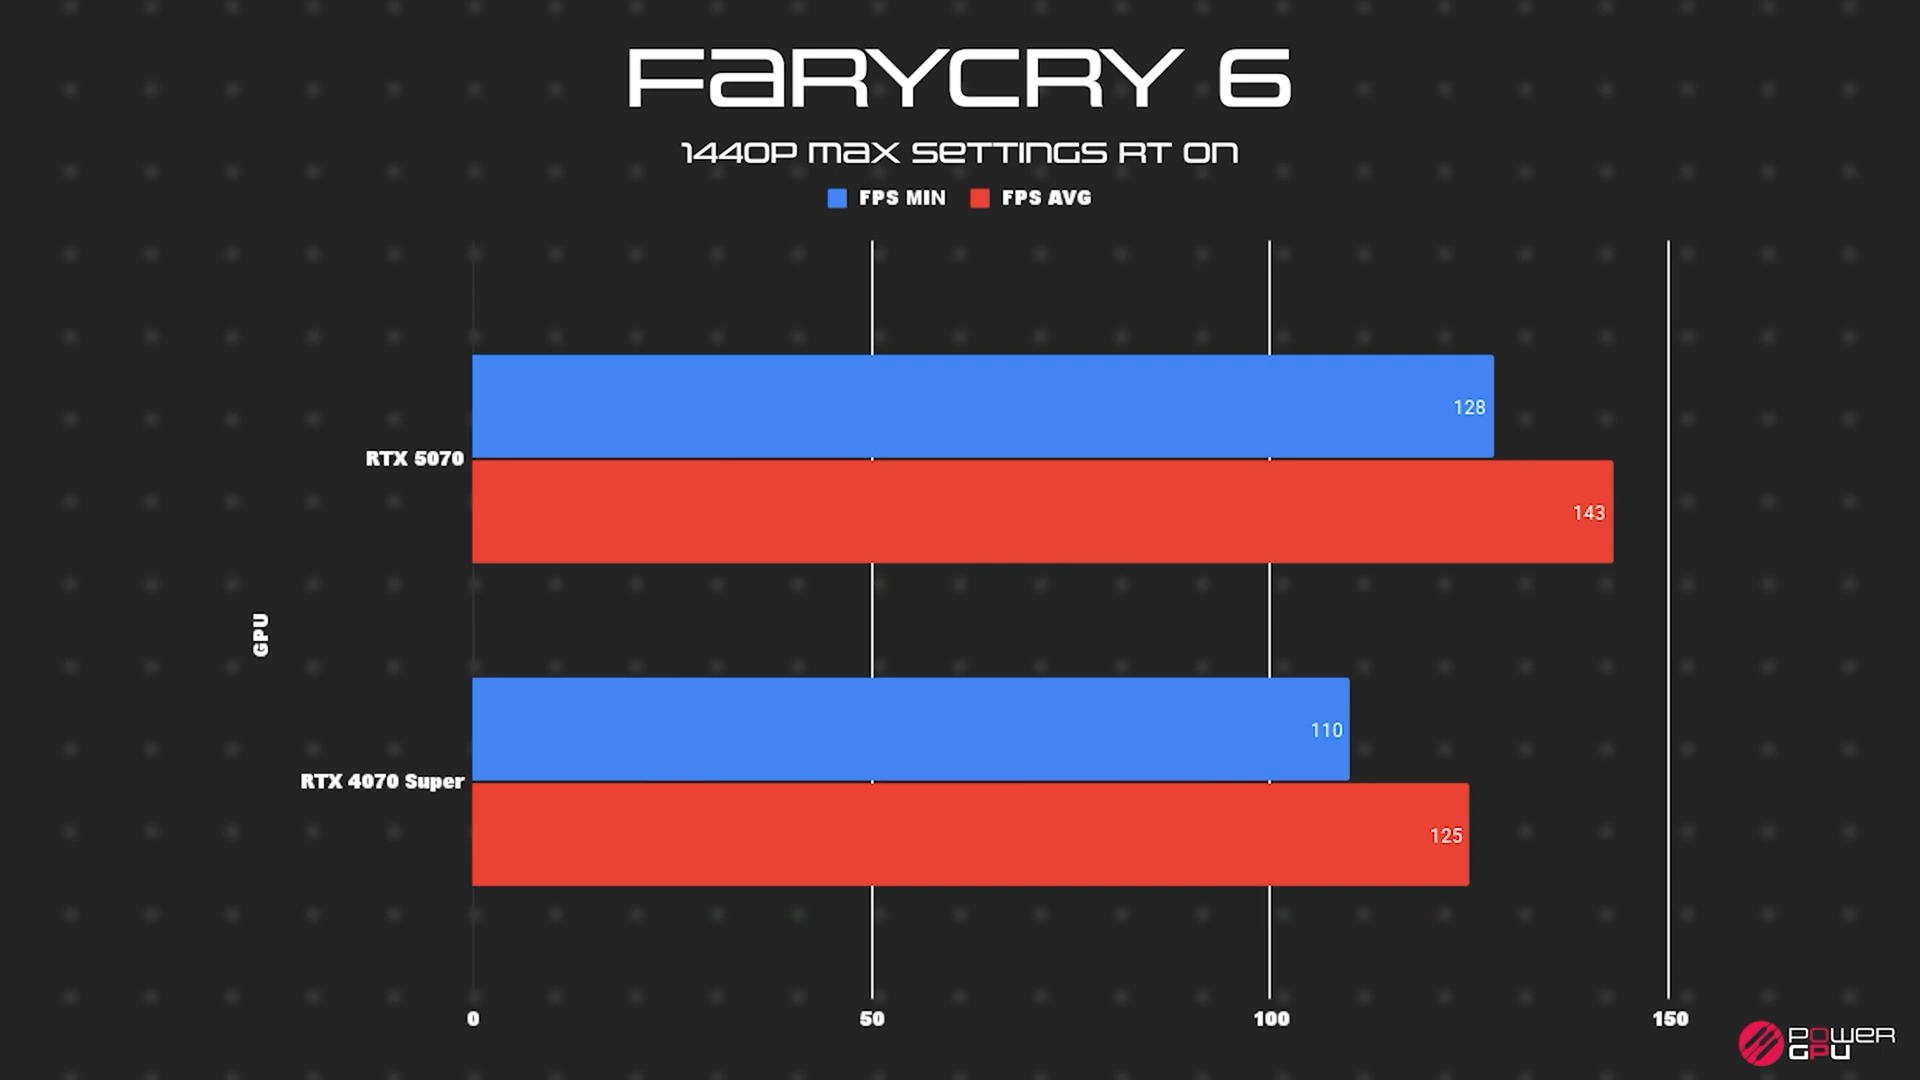 FARYCRY 6
1440P MAX SETTINGS RT ON
FPS MIN FPS AVG
128
RTX 5070
143
GPU
110
RTX 4070 Super
125
0 50 100 150
POWER
GPU